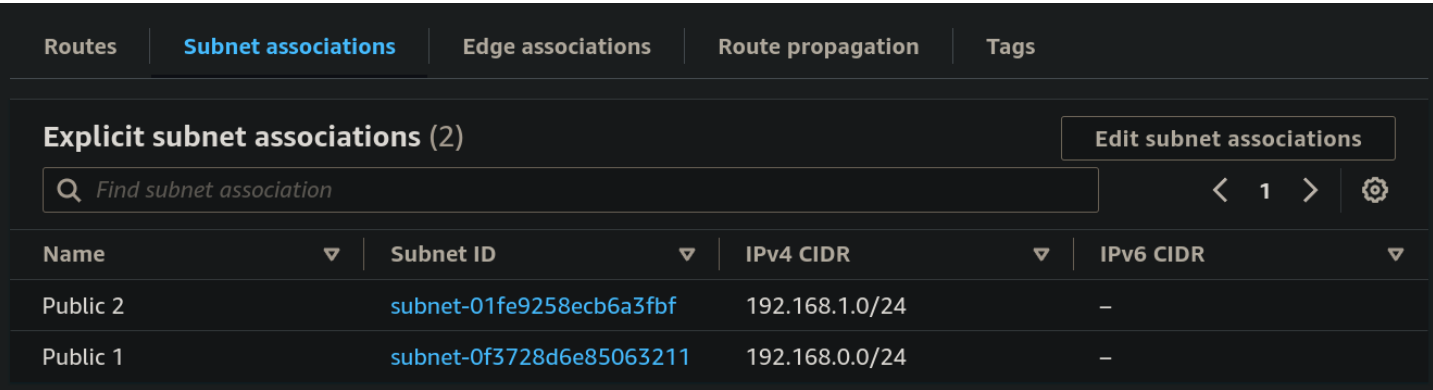 Routes Subnet associations Edge associations Route propagation Tags
Explicit subnet associations (2) Edit subnet associations
Find subnet association 1
Name Subnet ID IPv4 CIDR IPv6 CIDR
Public 2 subnet-01fe9258ecb6a3fbf 192.168.1.0/24 –
Public 1 subnet-0f3728d6e85063211 192.168.0.0/24 –